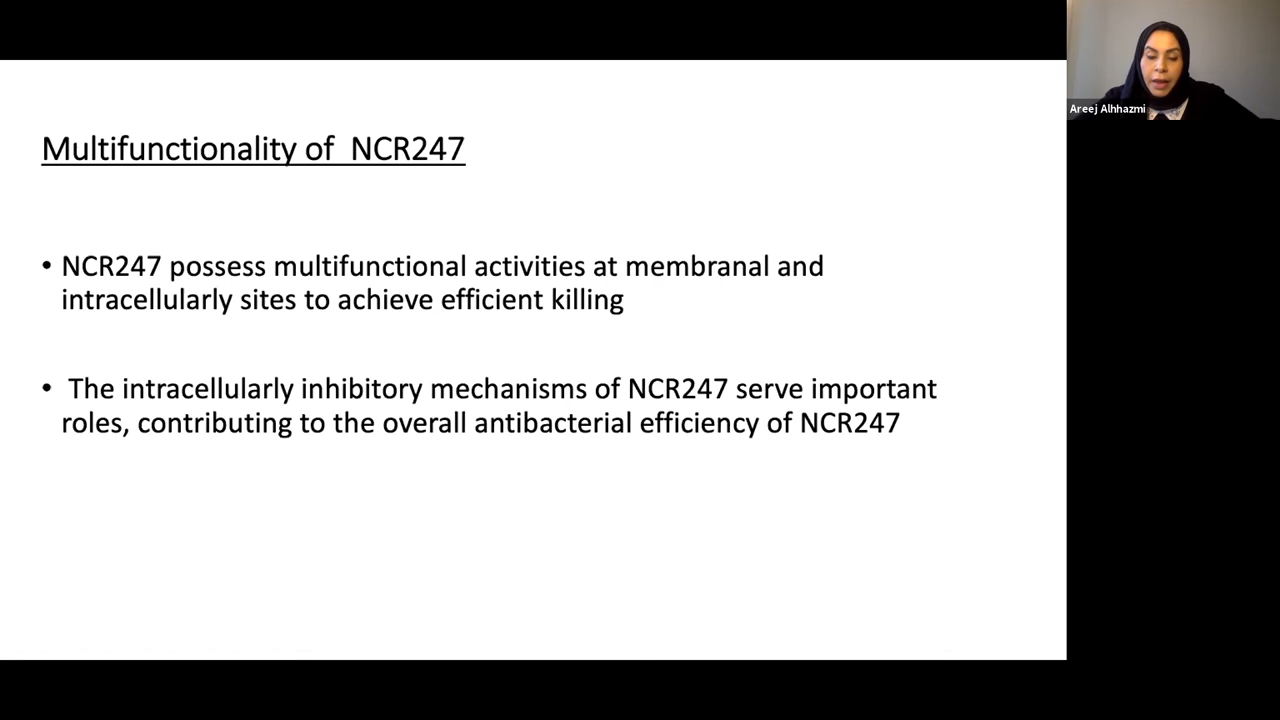 Multifunctionality of  NCR247
• NCR247 possess multifunctional activities at membranal and
intracellularly sites to achieve efficient killing
•  The intracellularly inhibitory mechanisms of NCR247 serve important
roles, contributing to the overall antibacterial efficiency of NCR247
Areej Alhhazmi